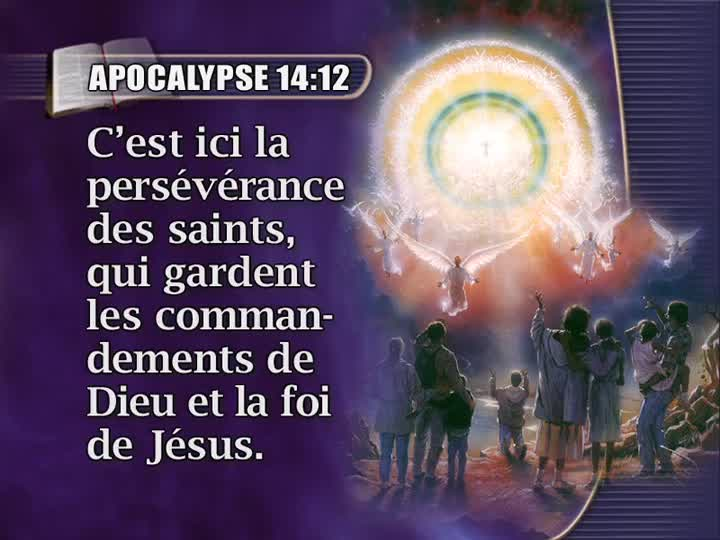 APOCALYPSE 14:12
C’est ici la
persévérance
des saints,
qui gardent
les comman-
dements de
Dieu et la foi
de Jésus.